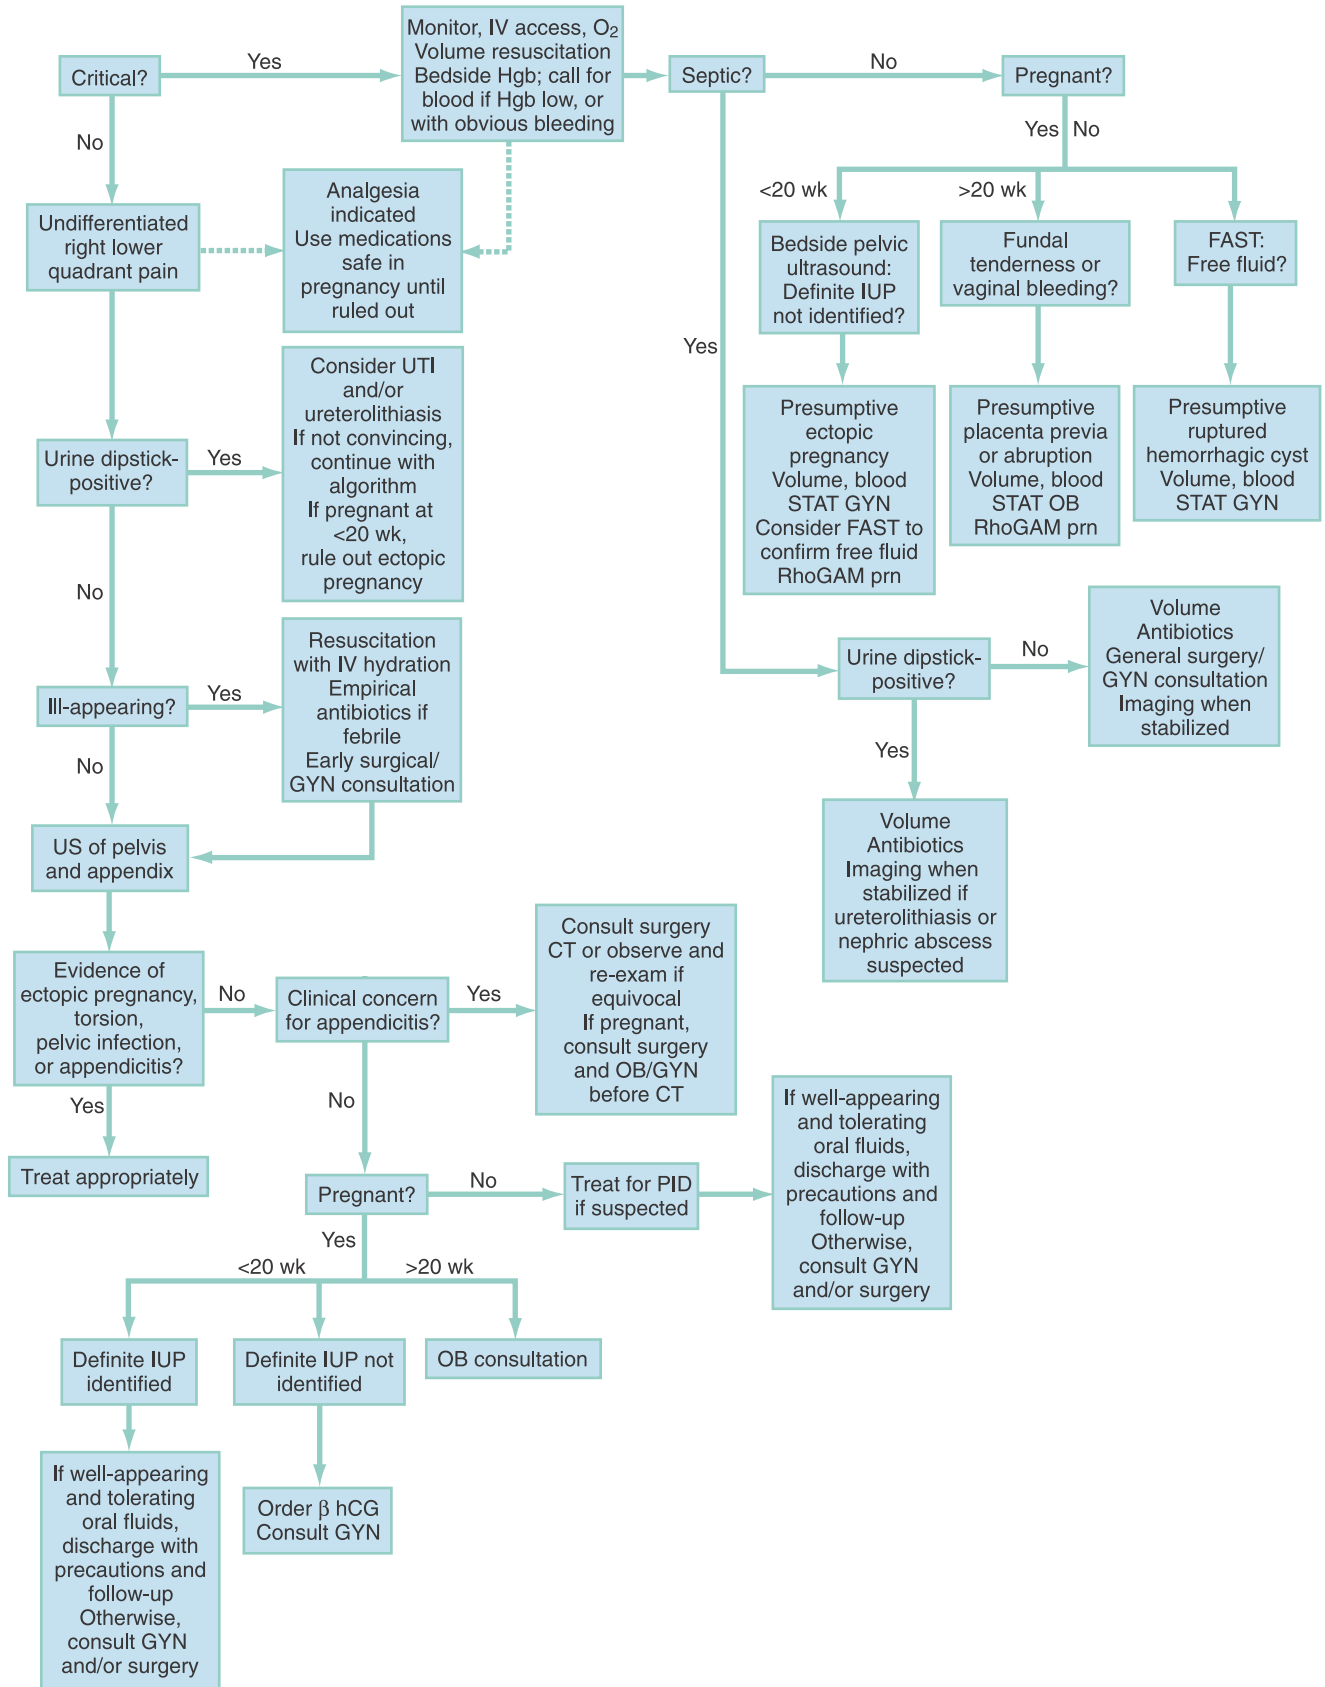 Critical?
Yes
Monitor, IV access, O₂
Volume resuscitation
Bedside Hgb; call for
blood if Hgb low, or
with obvious bleeding
Septic?
No
Pregnant?
No
Yes
No
Undifferentiated
right lower
quadrant pain
Analgesia
indicated
Use medications
safe in
pregnancy until
ruled out
<20 wk
Bedside pelvic
ultrasound:
Definite IUP
not identified?
>20 wk
Fundal
tenderness or
vaginal bleeding?
FAST:
Free fluid?
Yes
Presumptive
ectopic
pregnancy
Volume, blood
STAT GYN
Consider FAST to
confirm free fluid
RhoGAM prn
Presumptive
placenta previa
or abruption
Volume, blood
STAT OB
RhoGAM prn
Presumptive
ruptured
hemorrhagic cyst
Volume, blood
STAT GYN
Urine dipstick-
positive?
Yes
Consider UTI
and/or
ureterolithiasis
If not convincing,
continue with
algorithm
If pregnant at
<20 wk,
rule out ectopic
pregnancy
No
Urine dipstick-
positive?
No
Volume
Antibiotics
General surgery/
GYN consultation
Imaging when
stabilized
Yes
Volume
Antibiotics
Imaging when
stabilized if
ureterolithiasis or
nephric abscess
suspected
Ill-appearing?
Yes
Resuscitation
with IV hydration
Empirical
antibiotics if
febrile
Early surgical/
GYN consultation
No
US of pelvis
and appendix
Evidence of
ectopic pregnancy,
torsion,
pelvic infection,
or appendicitis?
No
Clinical concern
for appendicitis?
Yes
Consult surgery
CT or observe and
re-exam if
equivocal
If pregnant,
consult surgery
and OB/GYN
before CT
Yes
Treat appropriately
No
Pregnant?
No
Treat for PID
if suspected
If well-appearing
and tolerating
oral fluids,
discharge with
precautions and
follow-up
Otherwise,
consult GYN
and/or surgery
Yes
<20 wk
>20 wk
Definite IUP
identified
Definite IUP not
identified
OB consultation
If well-appearing
and tolerating
oral fluids,
discharge with
precautions and
follow-up
Otherwise,
consult GYN
and/or surgery
Order β hCG
Consult GYN